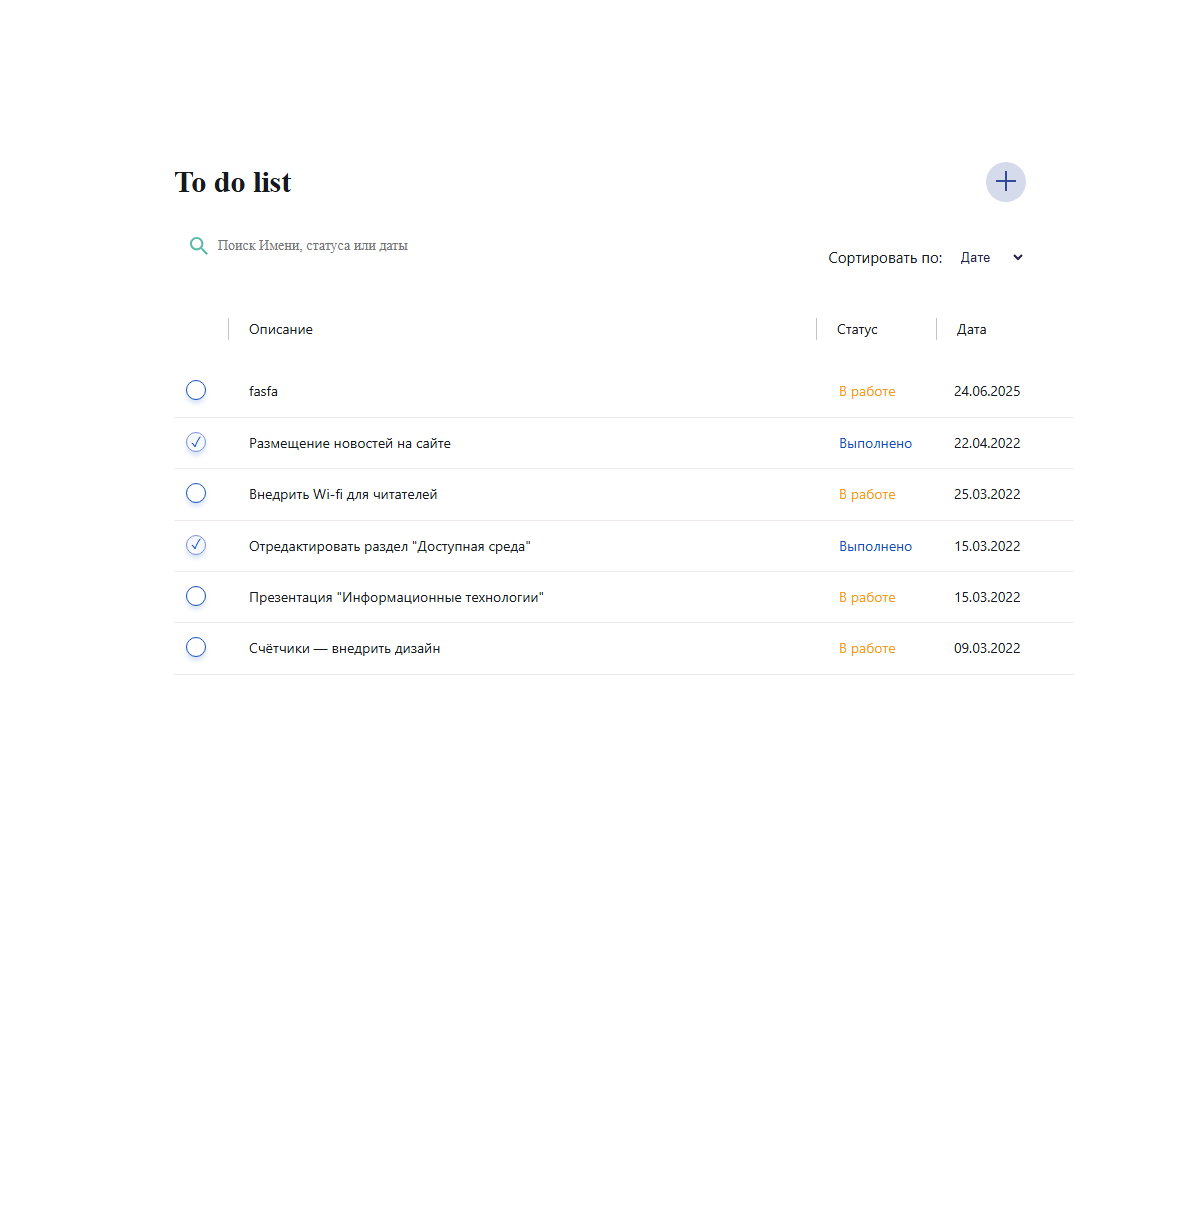 To do list
Поиск Имени, статуса или даты
Сортировать по: Дате
Описание Статус Дата
fasfa В работе 24.06.2025
Размещение новостей на сайте Выполнено 22.04.2022
Внедрить Wi-fi для читателей В работе 25.03.2022
Отредактировать раздел "Доступная среда" Выполнено 15.03.2022
Презентация "Информационные технологии" В работе 15.03.2022
Счётчики — внедрить дизайн В работе 09.03.2022